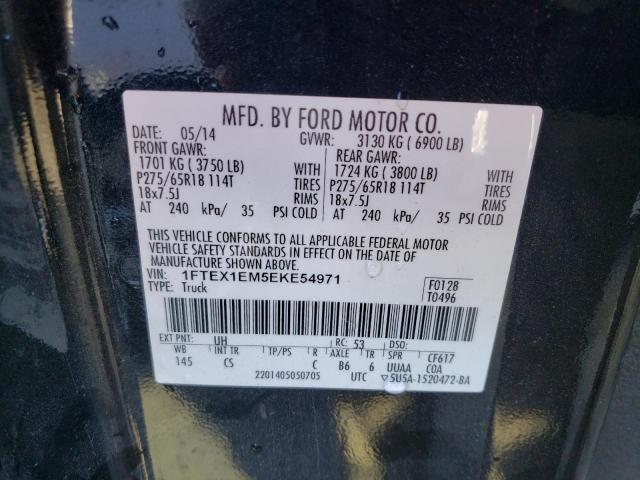 MFD. BY FORD MOTOR CO.
DATE: 05/14 GVWR: 3130 KG ( 6900 LB)
FRONT GAWR: REAR GAWR:
1701 KG ( 3750 LB) 1724 KG ( 3800 LB)
P275/65R18 114T TIRES P275/65R18 114T TIRES
18x7.5J RIMS 18x7.5J RIMS
AT 240 kPa/ 35 PSI COLD AT 240 kPa/ 35 PSI COLD
THIS VEHICLE CONFORMS TO ALL APPLICABLE FEDERAL MOTOR
VEHICLE SAFETY STANDARDS IN EFFECT ON THE DATE OF
MANUFACTURE SHOWN ABOVE.
VIN: 1FTEX1EM5EKE54971 F0128
TYPE: Truck T0496
EXT PNT: UH RC: 53 DSO:
WB INT TR TP/PS R AXLE TR SPR CF617
145 CS C B6 6 UUAA COA
2201405050705 UTC ▽5U5A-1520472-BA